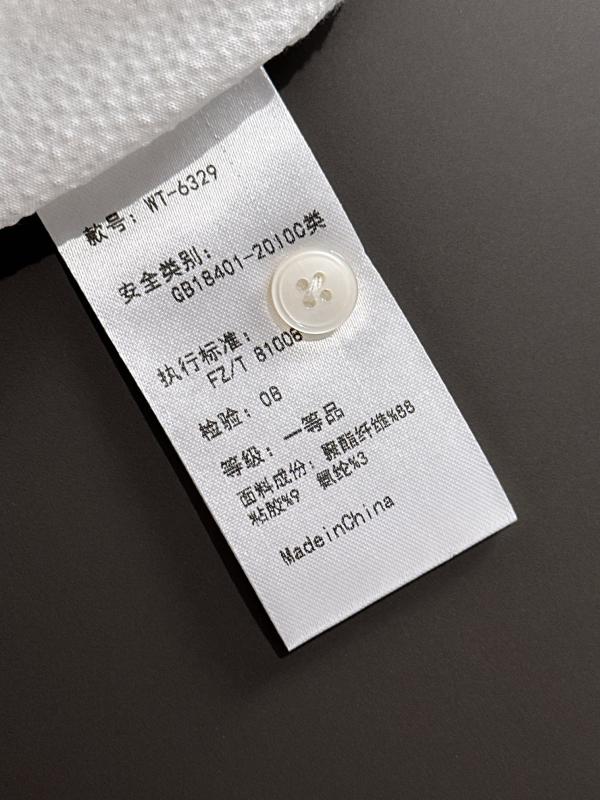 款号：WT-6329
安全类别：
GB18401-2010C类
执行标准：
FZ/T 81008
检验：08
等级：一等品
面料成份：聚酯纤维%88
粘胶%9 氨纶%3
MadeinChina